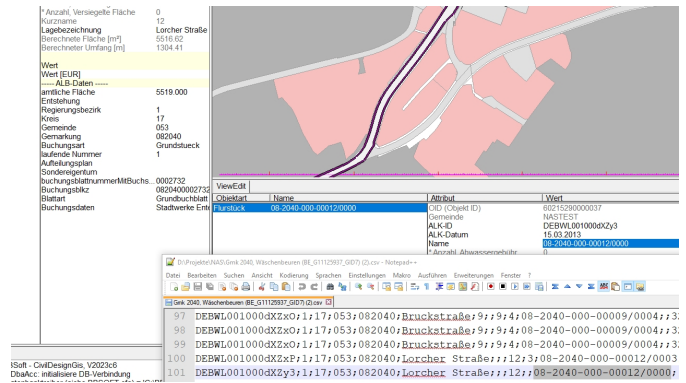 * Anzahl, Versiegelte Fläche 0
Kurzname 12
Lagebezeichnung Lorcher Straße
Berechnete Fläche [m²] 5516.62
Berechneter Umfang [m] 1304.41
Wert
Wert [EUR]
----- ALB-Daten -----
amtliche Fläche 5519.000
Entstehung
Regierungsbezirk 1
Kreis 17
Gemeinde 053
Gemarkung 082040
Buchungsart Grundstueck
laufende Nummer 1
Aufteilungsplan
Sondereigentum
buchungsblattnummerMitBuchs... 0002732
Buchungsblkz 0820400002732
Blattart Grundbuchblatt
Buchungsdaten Stadtwerke Ent
ViewEdit
Objektart Name Attribut Wert
Flurstück 08-2040-000-00012/0000 OID (Objekt ID) 60215290000037
Gemeinde NASTEST
ALK-ID DEBWL001000dXZy3
ALK-Datum 15.03.2013
Name 08-2040-000-00012/0000
* Anzahl Abwassergebühr 0
D:\Projekte\NAS\Gmk 2040, Wäschenbeuren (BE_G11125937_GID7) (2).csv - Notepad++
Datei Bearbeiten Suchen Ansicht Kodierung Sprachen Einstellungen Makro Ausführen Erweiterungen Fenster ?
Gmk 2040, Wäschenbeuren (BE_G11125937_GID7) (2).csv
97 DEBWL001000dXZxO;1;17;053;082040;Bruckstraße;9;;9;4;08-2040-000-00009/0004;;3
98 DEBWL001000dXZxO;1;17;053;082040;Bruckstraße;9;;9;4;08-2040-000-00009/0004;;3
99 DEBWL001000dXZxO;1;17;053;082040;Bruckstraße;9;;9;4;08-2040-000-00009/0004;;3
100 DEBWL001000dXZxP;1;17;053;082040;Lorcher Straße;;;12;3;08-2040-000-00012/0003
101 DEBWL001000dXZy3;1;17;053;082040;Lorcher Straße;;;12;;08-2040-000-00012/0000;
tSoft - CivilDesignGis, V2023c6
DbaAcc: initialisiere DB-Verbindung